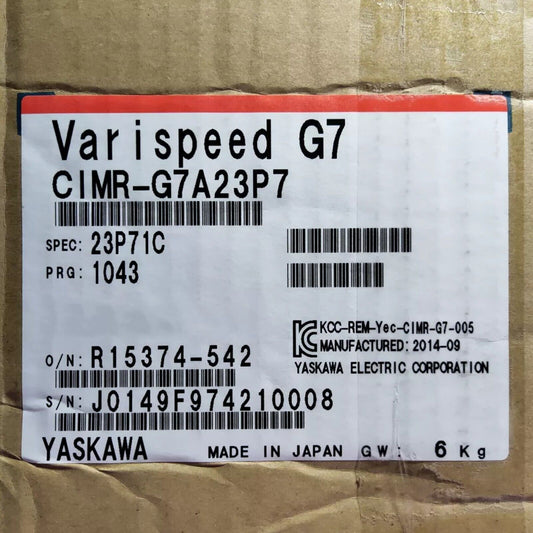 Varispeed G7
CIMR-G7A23P7
SPEC: 23P71C
PRG: 1043
KCC-REM-Yec-CIMR-G7-005
MANUFACTURED: 2014-09
YASKAWA ELECTRIC CORPORATION
O/N: R15374-542
S/N: J0149F974210008
YASKAWA MADE IN JAPAN GW: 6 Kg